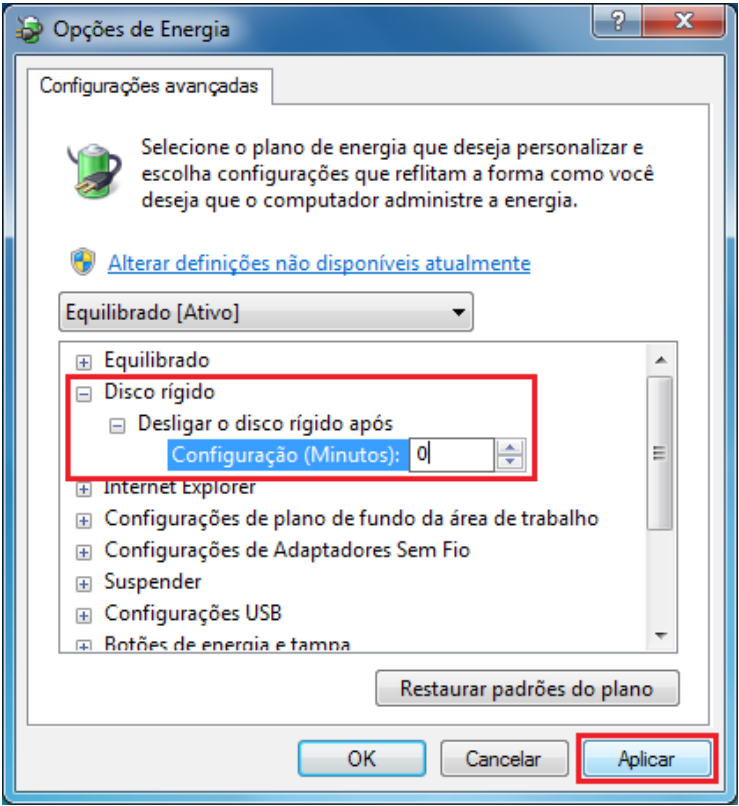 Opções de Energia
Configurações avançadas
Selecione o plano de energia que deseja personalizar e
escolha configurações que reflitam a forma como você
deseja que o computador administre a energia.
Alterar definições não disponíveis atualmente
Equilibrado [Ativo]
Equilibrado
Disco rígido
Desligar o disco rígido após
Configuração (Minutos): 0
Internet Explorer
Configurações de plano de fundo da área de trabalho
Configurações de Adaptadores Sem Fio
Suspender
Configurações USB
Botões de energia e tampa
Restaurar padrões do plano
OK Cancelar Aplicar